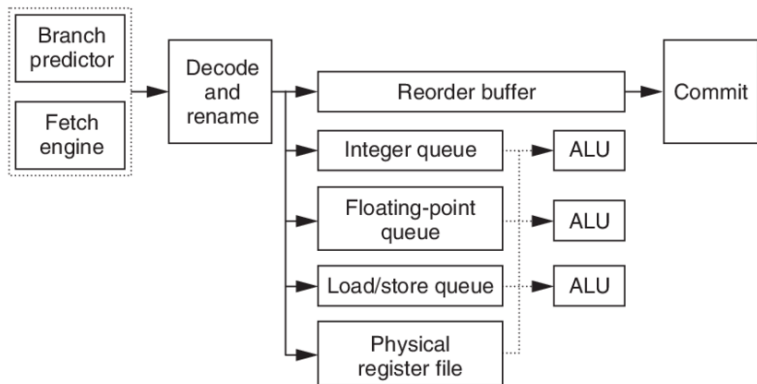 Branch
predictor
Fetch
engine
Decode
and
rename
Reorder buffer
Commit
Integer queue
ALU
Floating-point
queue
ALU
Load/store queue
ALU
Physical
register file